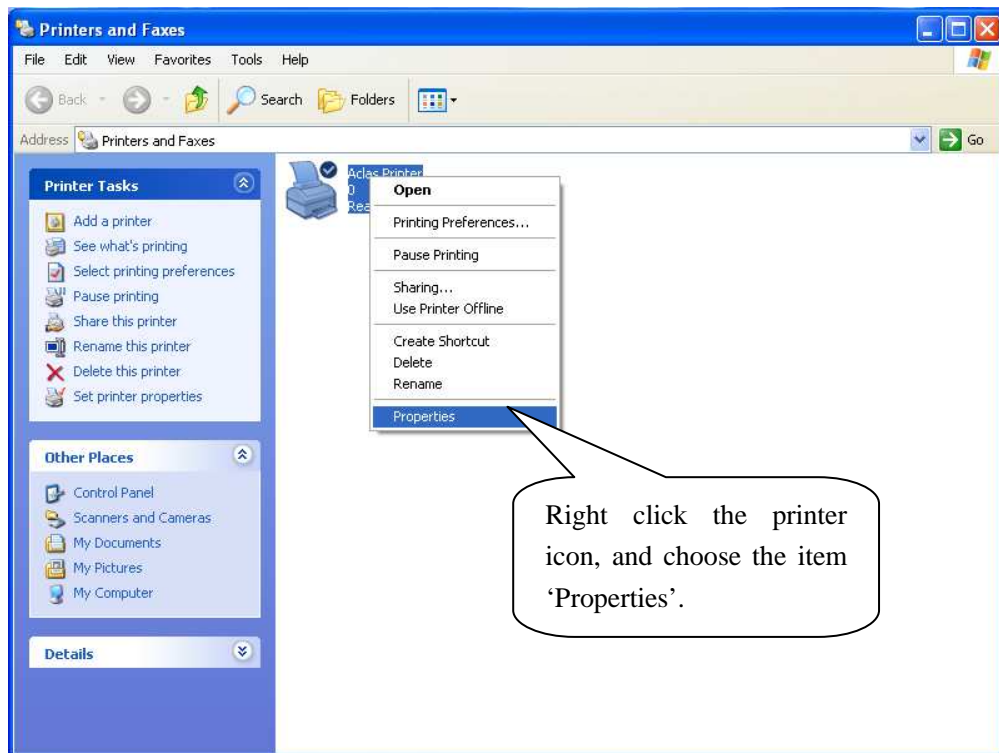 Printers and Faxes
File Edit View Favorites Tools Help
Back Search Folders
Address Printers and Faxes Go
Printer Tasks
Add a printer
See what's printing
Select printing preferences
Pause printing
Share this printer
Rename this printer
Delete this printer
Set printer properties
Other Places
Control Panel
Scanners and Cameras
My Documents
My Pictures
My Computer
Details
Aclas Printer
0
Open
Printing Preferences...
Pause Printing
Sharing...
Use Printer Offline
Create Shortcut
Delete
Rename
Properties
Right click the printer
icon, and choose the item
‘Properties’.